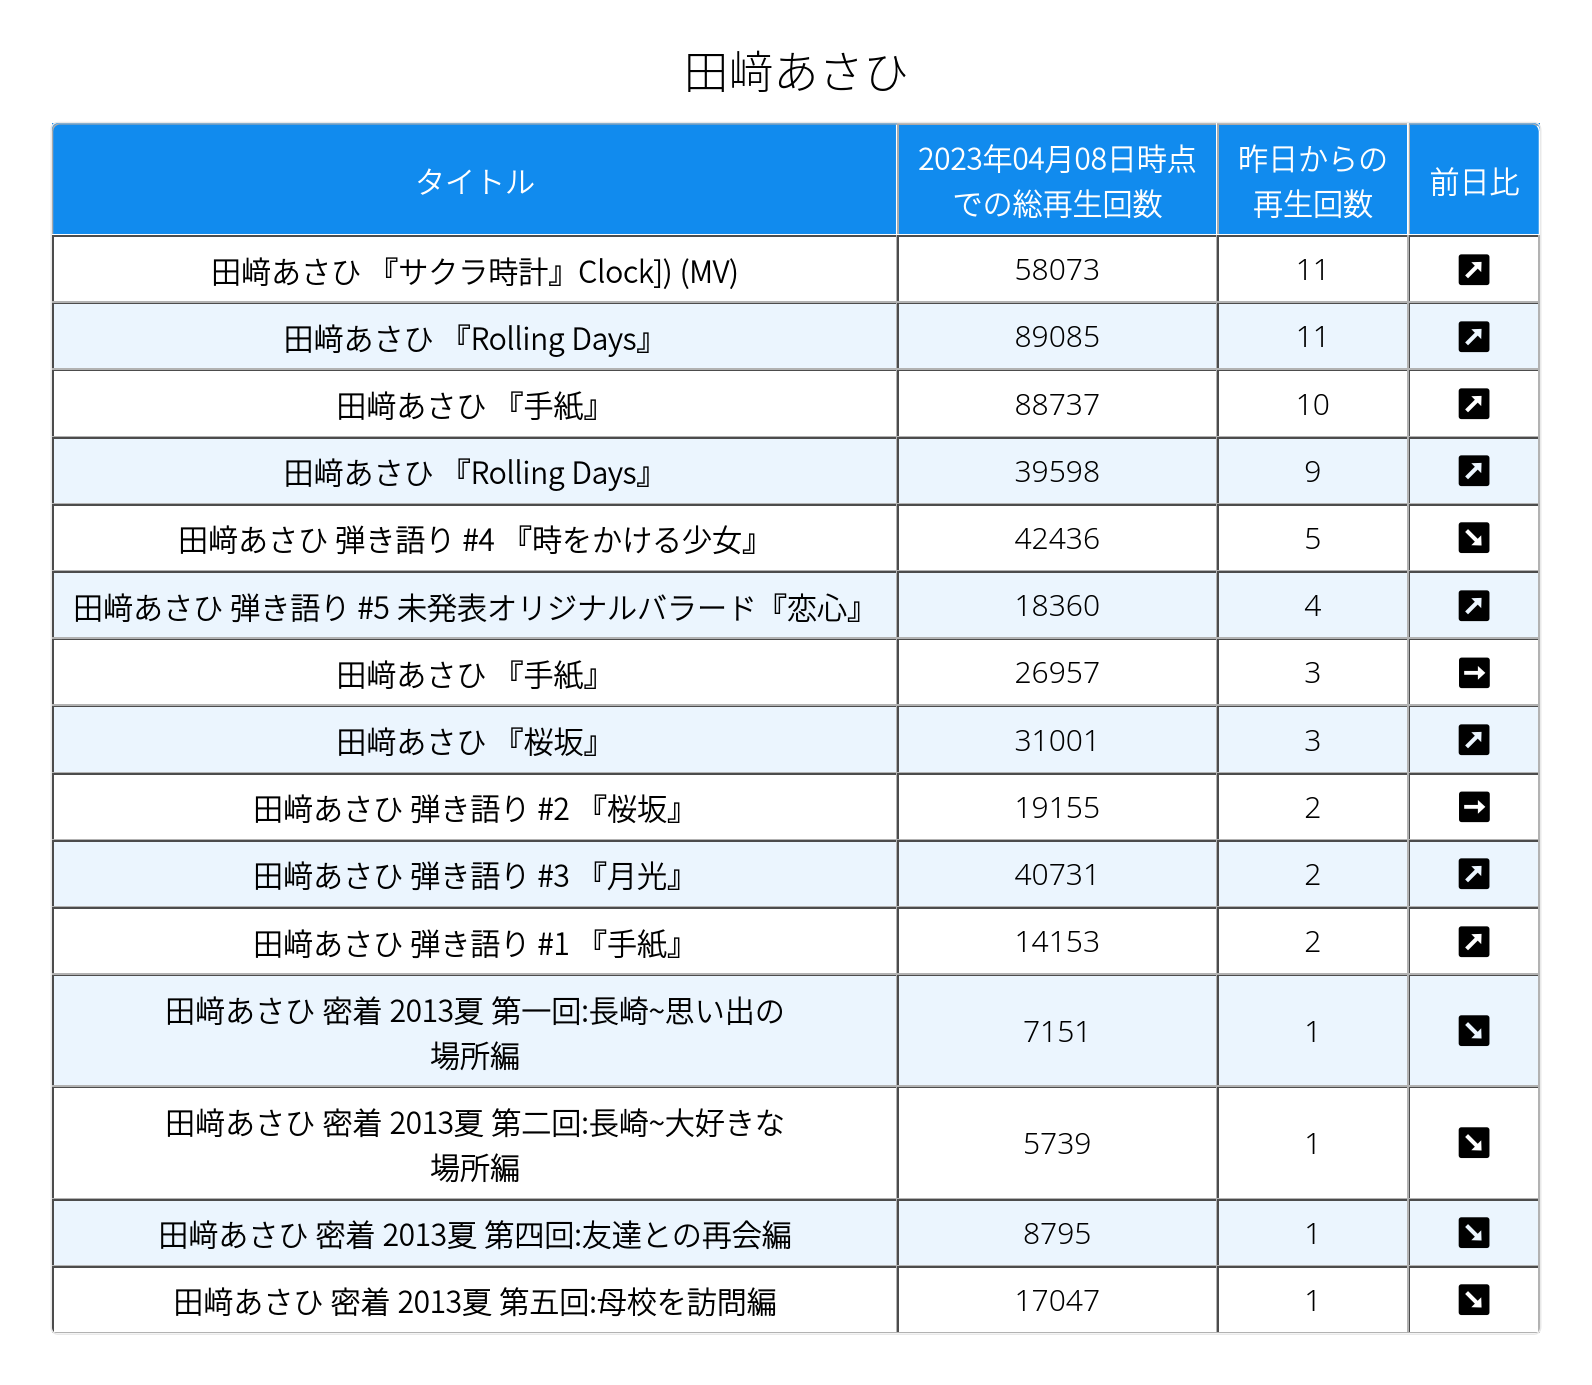 田﨑あさひ
タイトル
2023年04月08日時点
での総再生回数
昨日からの
再生回数
前日比
田﨑あさひ 『サクラ時計』Clock]) (MV) 58073 11 ↗
田﨑あさひ 『Rolling Days』 89085 11 ↗
田﨑あさひ 『手紙』 88737 10 ↗
田﨑あさひ 『Rolling Days』 39598 9 ↗
田﨑あさひ 弾き語り #4 『時をかける少女』 42436 5 ↘
田﨑あさひ 弾き語り #5 未発表オリジナルバラード『恋心』 18360 4 ↗
田﨑あさひ 『手紙』 26957 3 →
田﨑あさひ 『桜坂』 31001 3 ↗
田﨑あさひ 弾き語り #2 『桜坂』 19155 2 →
田﨑あさひ 弾き語り #3 『月光』 40731 2 ↗
田﨑あさひ 弾き語り #1 『手紙』 14153 2 ↗
田﨑あさひ 密着 2013夏 第一回:長崎~思い出の
場所編 7151 1 ↘
田﨑あさひ 密着 2013夏 第二回:長崎~大好きな
場所編 5739 1 ↘
田﨑あさひ 密着 2013夏 第四回:友達との再会編 8795 1 ↘
田﨑あさひ 密着 2013夏 第五回:母校を訪問編 17047 1 ↘